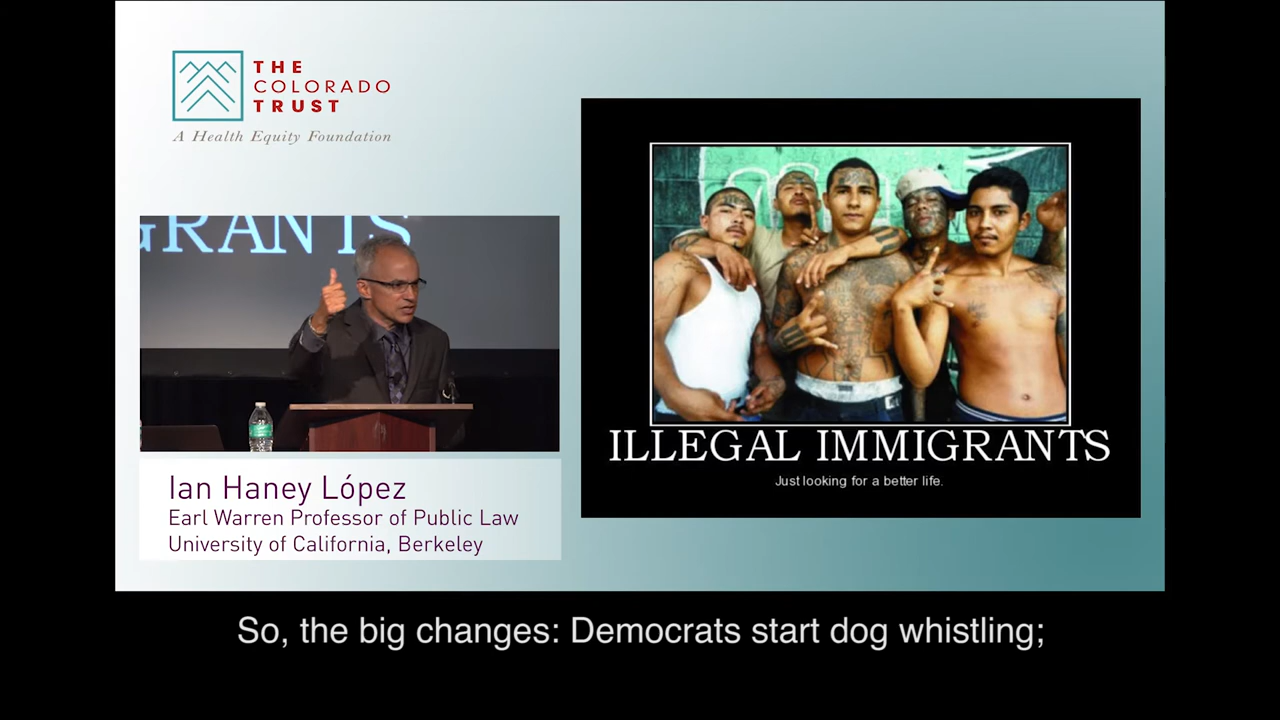 THE
COLORADO
TRUST
A Health Equity Foundation
GRANTS
Ian Haney López
Earl Warren Professor of Public Law
University of California, Berkeley
ILLEGAL IMMIGRANTS
Just looking for a better life.
So, the big changes: Democrats start dog whistling;